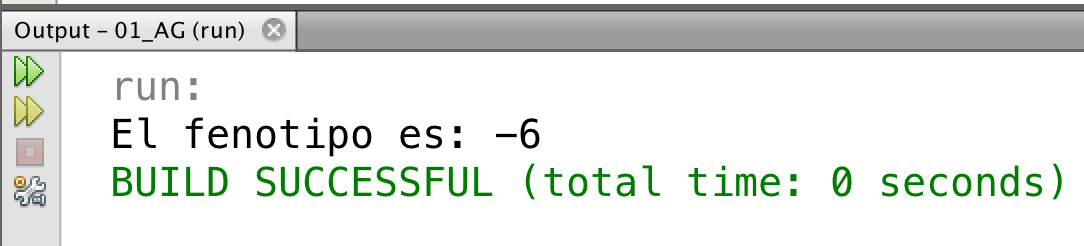 Output – 01_AG (run)
run:
El fenotipo es: -6
BUILD SUCCESSFUL (total time: 0 seconds)